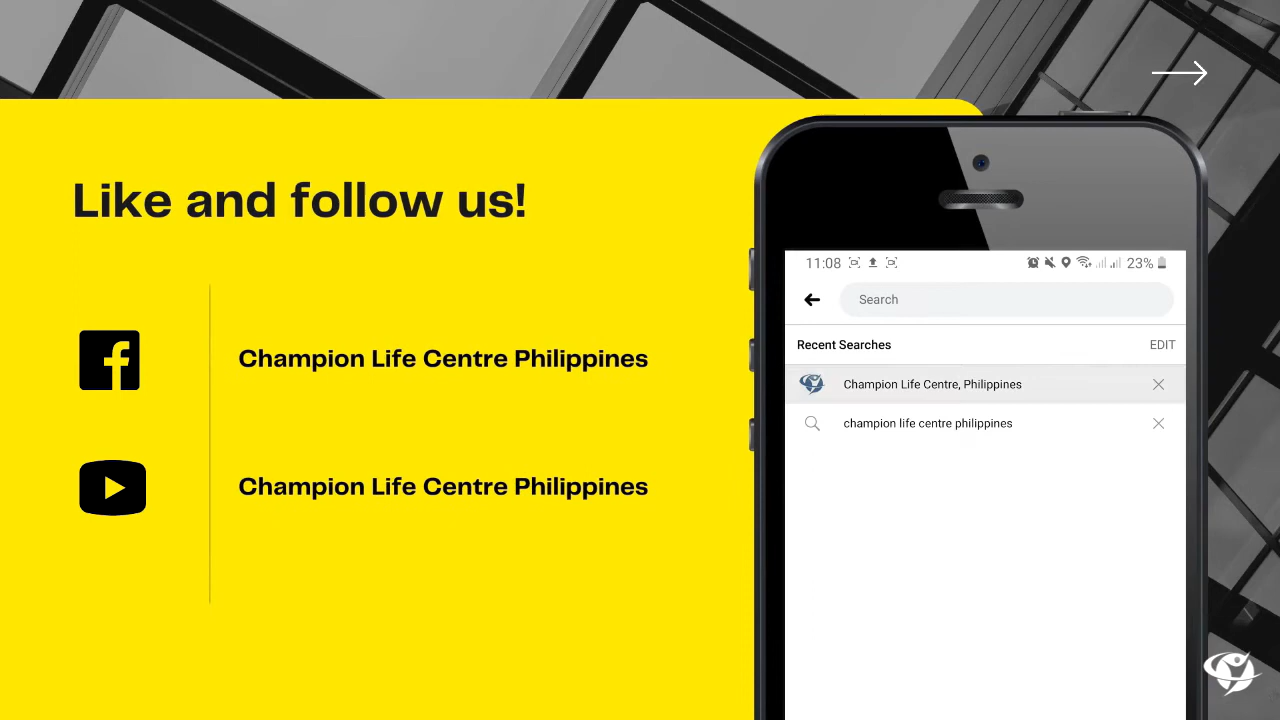 Like and follow us!
Champion Life Centre Philippines
Champion Life Centre Philippines
11:08
23%
Search
Recent Searches
EDIT
Champion Life Centre, Philippines
champion life centre philippines